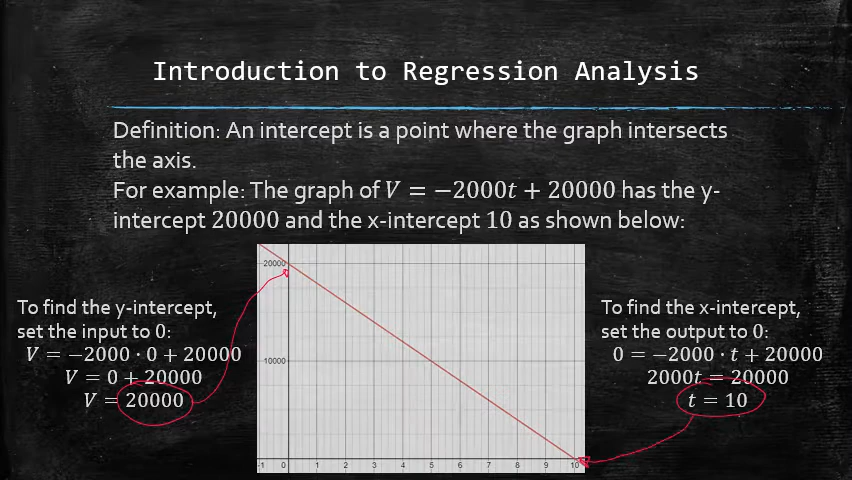 Introduction to Regression Analysis
Definition: An intercept is a point where the graph intersects
the axis.
For example: The graph of V = −2000t + 20000 has the y-
intercept 20000 and the x-intercept 10 as shown below:
To find the y-intercept,
set the input to 0:
V = −2000 · 0 + 20000
V = 0 + 20000
V = 20000
20000
10000
-1 0 1 2 3 4 5 6 7 8 9 10
To find the x-intercept,
set the output to 0:
0 = −2000 · t + 20000
2000t = 20000
t = 10